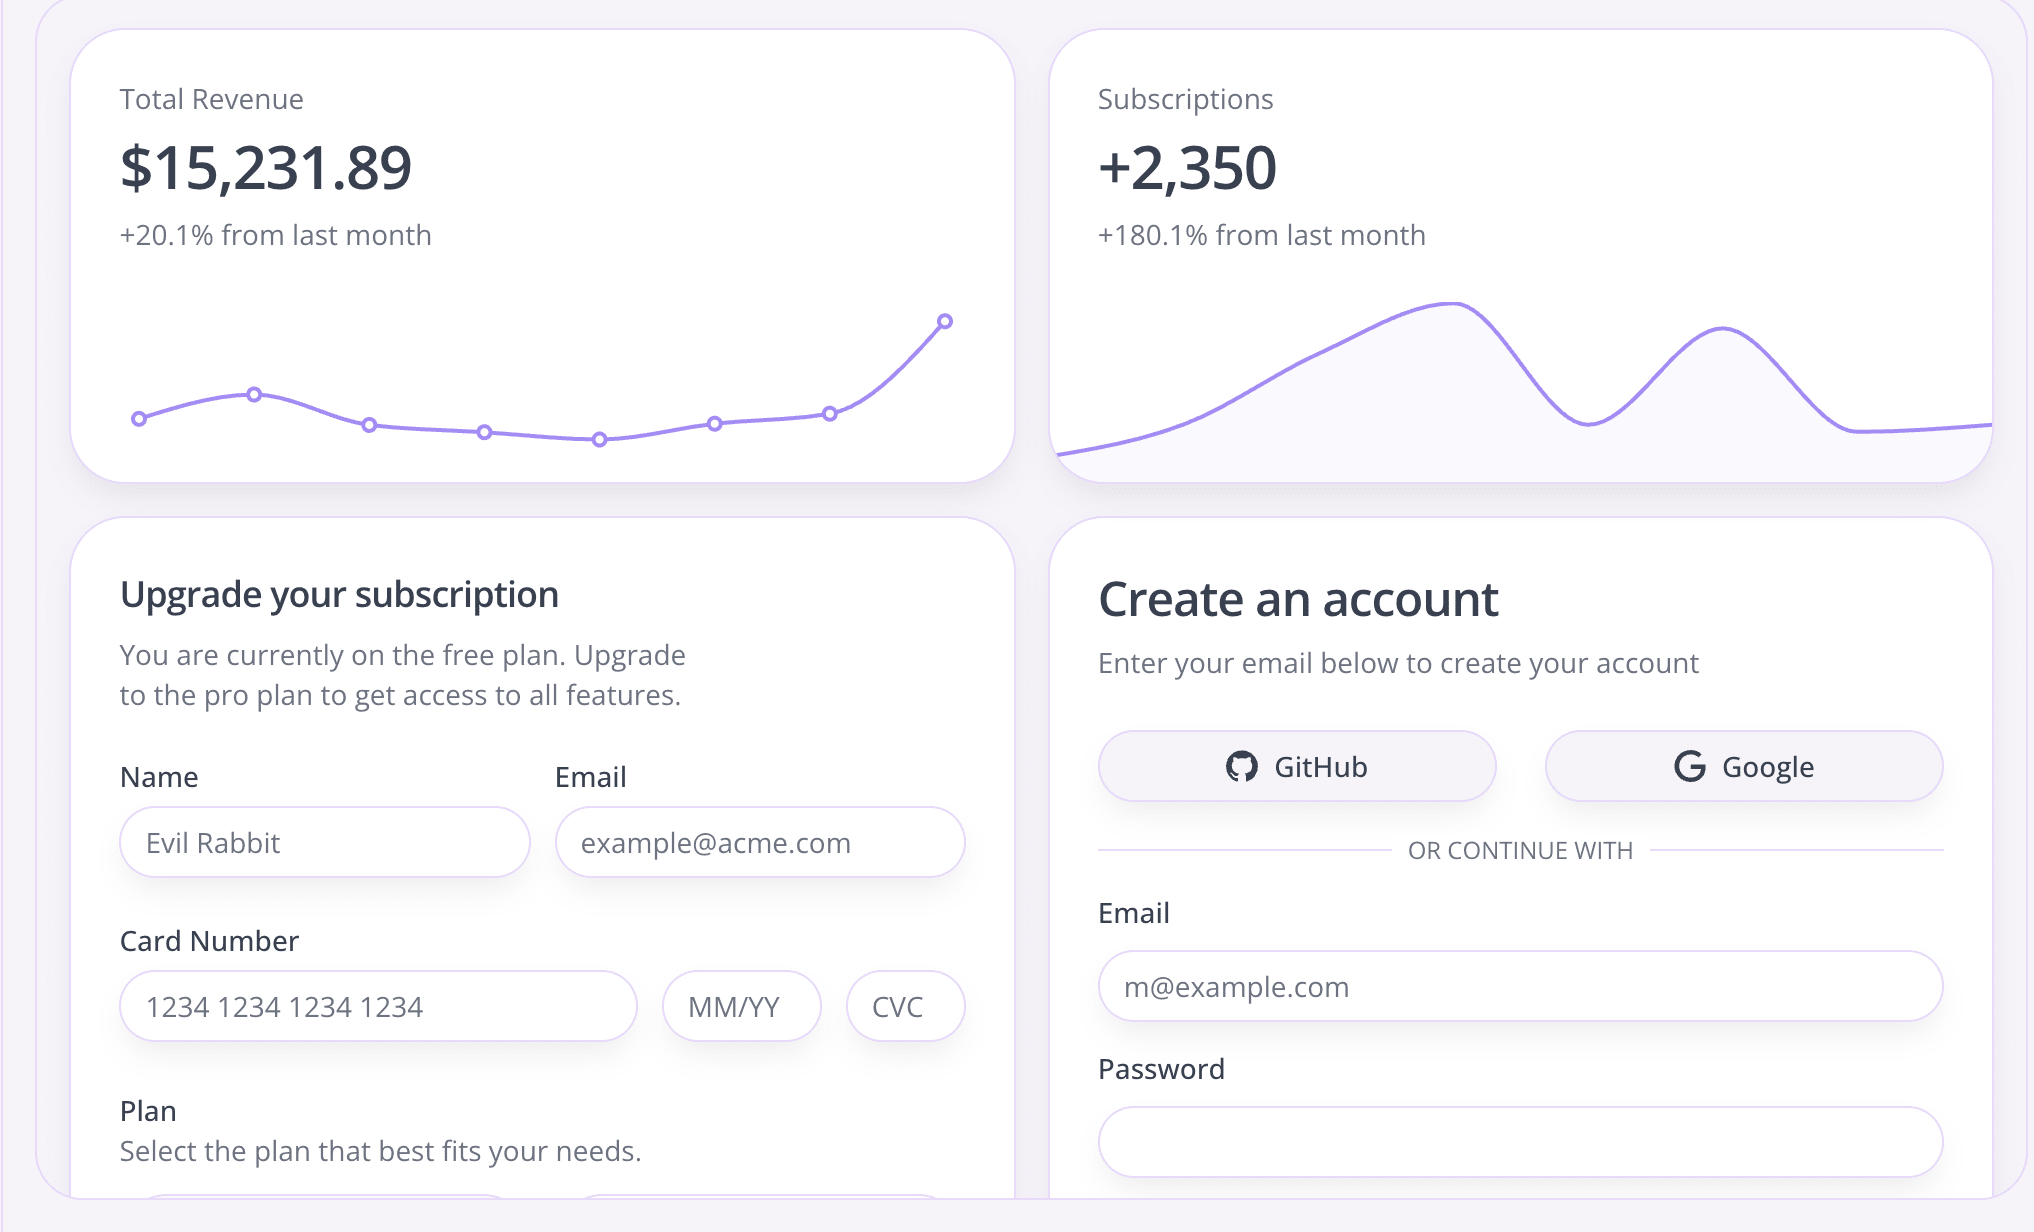 Total Revenue
$15,231.89
+20.1% from last month
Subscriptions
+2,350
+180.1% from last month
Upgrade your subscription
You are currently on the free plan. Upgrade
to the pro plan to get access to all features.
Name
Email
Evil Rabbit
example@acme.com
Card Number
1234 1234 1234 1234
MM/YY
CVC
Plan
Select the plan that best fits your needs.
Create an account
Enter your email below to create your account
GitHub
Google
OR CONTINUE WITH
Email
m@example.com
Password